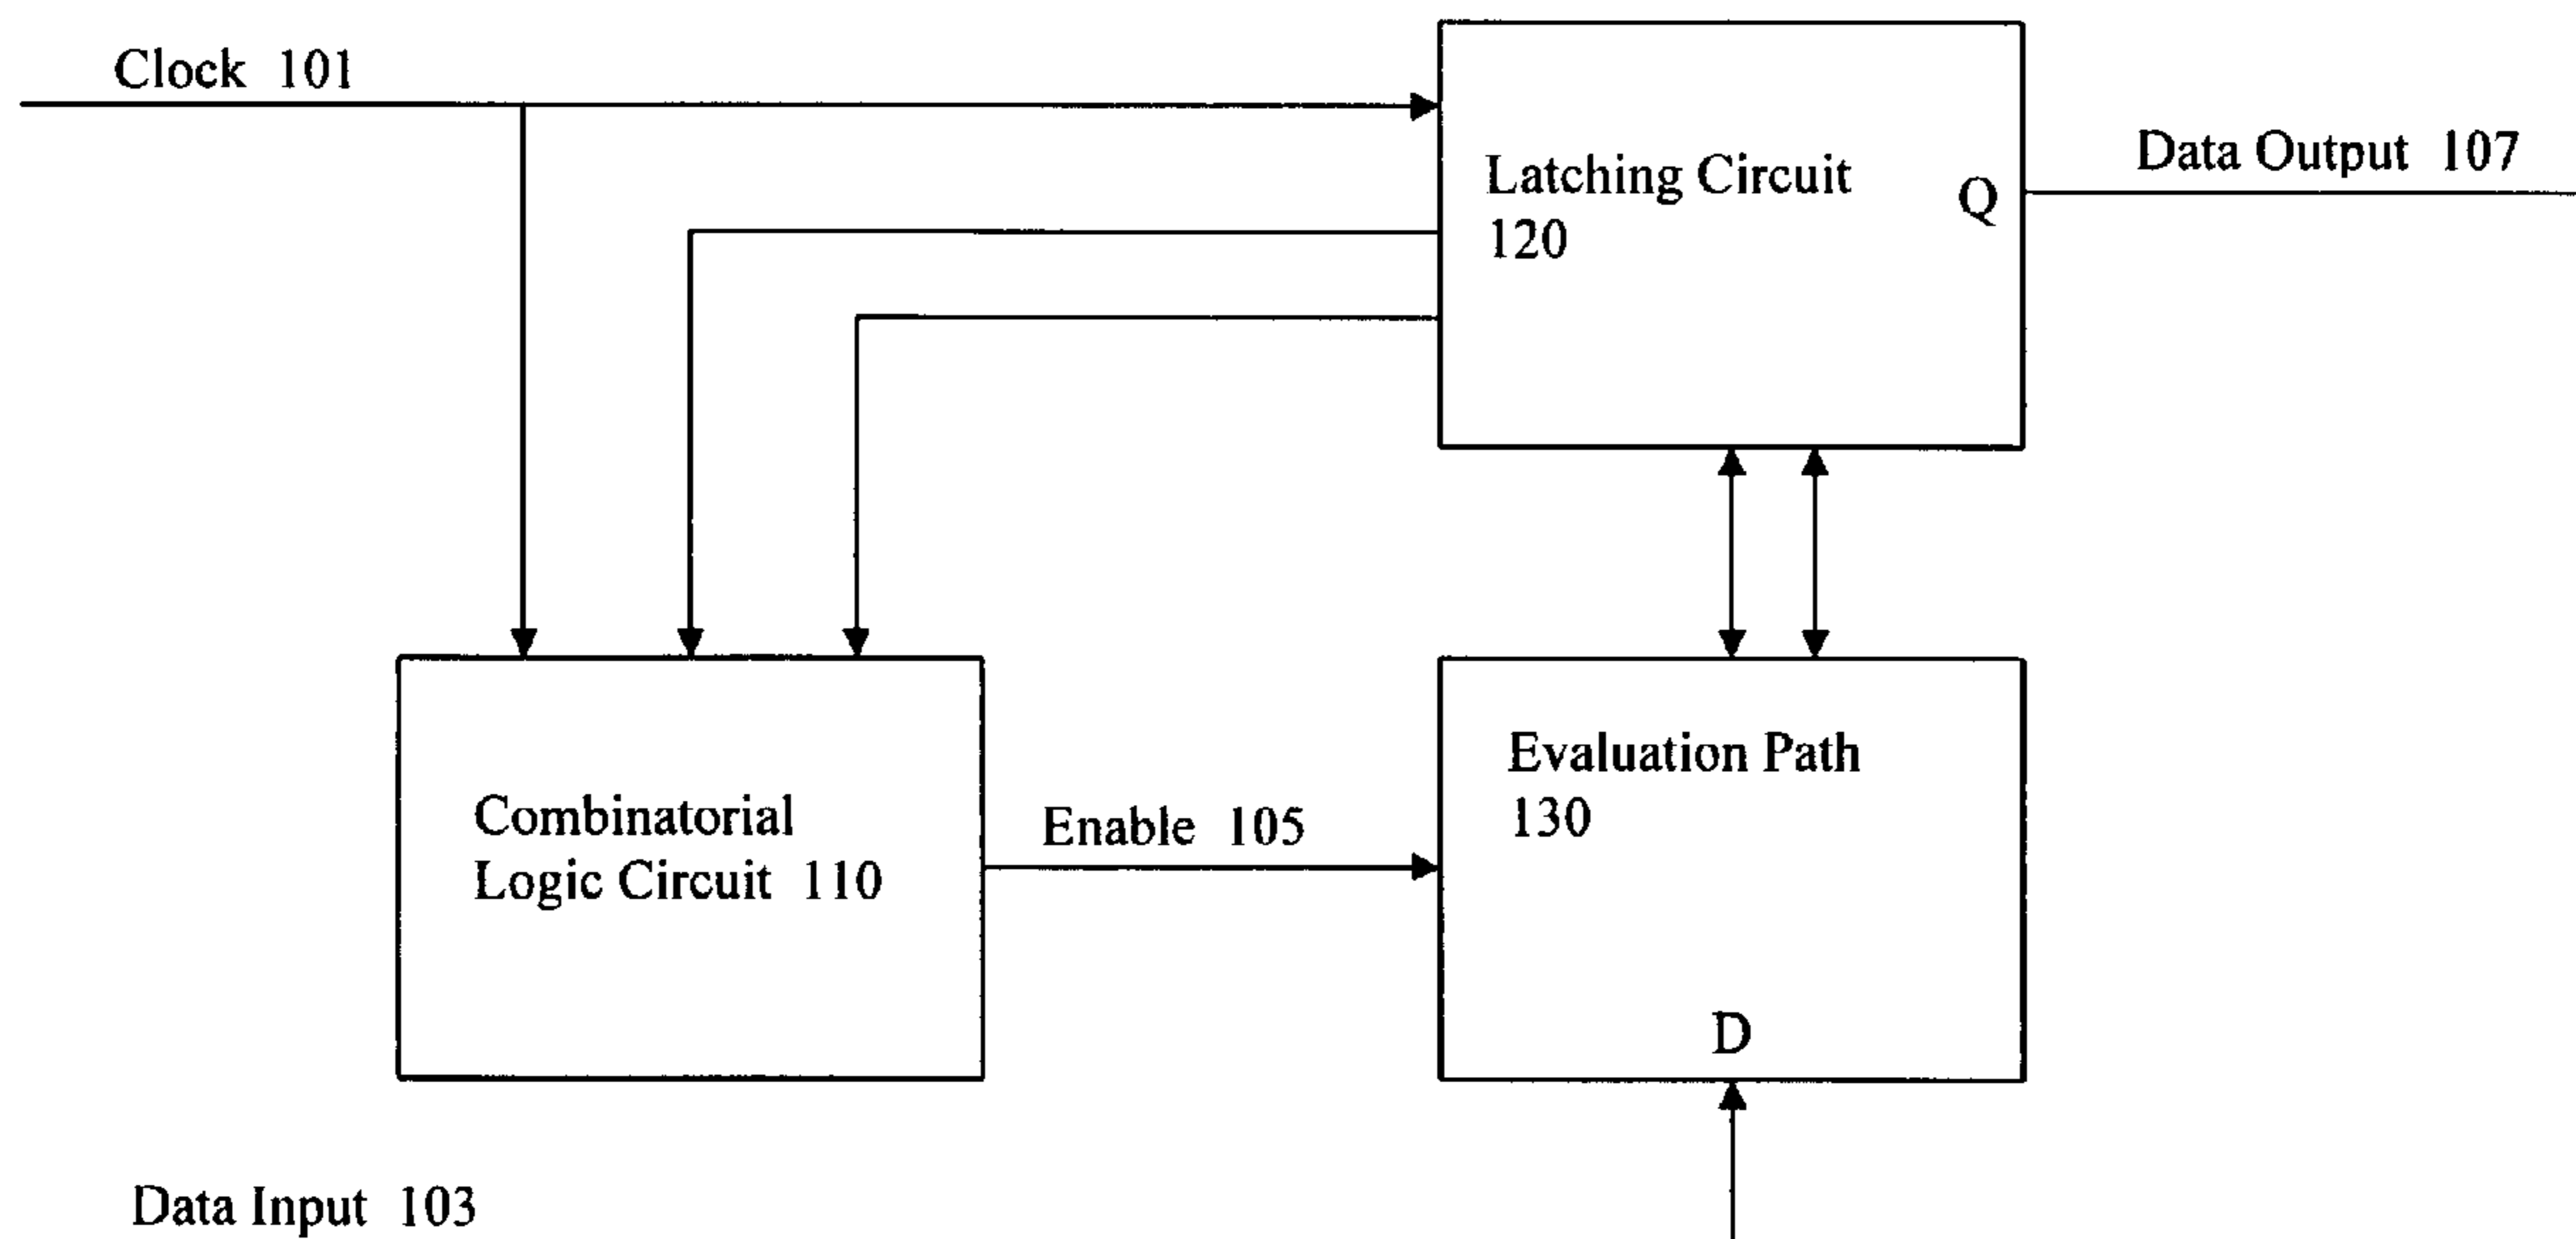 Clock 101
Latching Circuit
120
Q
Data Output 107
Combinatorial
Logic Circuit 110
Enable 105
Evaluation Path
130
D
Data Input 103